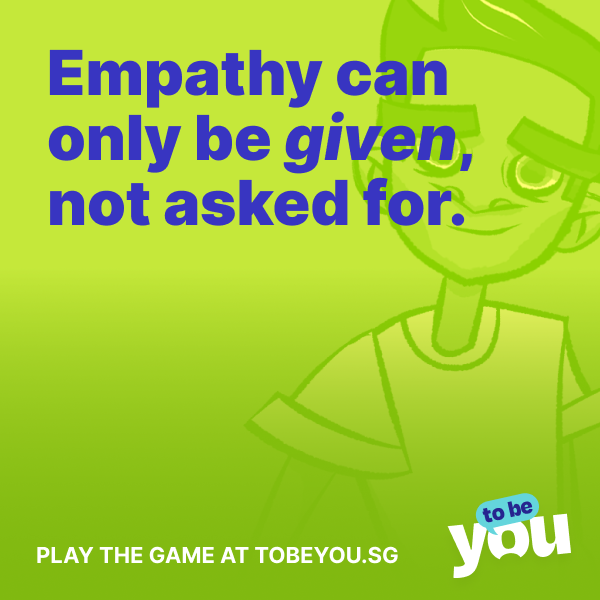 Empathy can
only be given,
not asked for.
to be
you
PLAY THE GAME AT TOBEYOU.SG